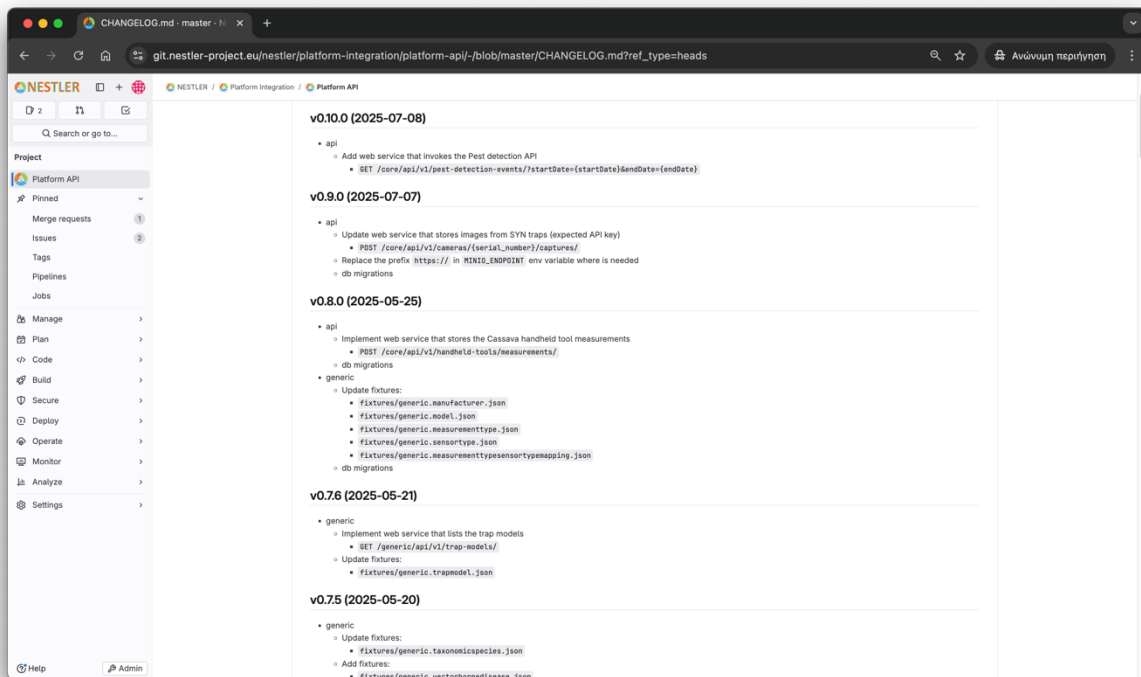 CHANGELOG.md · master · N
git.nestler-project.eu/nestler/platform-integration/platform-api/-/blob/master/CHANGELOG.md?ref_type=heads
Ανώνυμη περιήγηση
NESTLER
NESTLER / Platform Integration / Platform API
2
Search or go to...
Project
Platform API
Pinned
Merge requests 1
Issues 2
Tags
Pipelines
Jobs
Manage
Plan
Code
Build
Secure
Deploy
Operate
Monitor
Analyze
Settings
Help
Admin
v0.10.0 (2025-07-08)
api
Add web service that invokes the Pest detection API
GET /core/api/v1/pest-detection-events/?startDate={startDate}&endDate={endDate}
v0.9.0 (2025-07-07)
api
Update web service that stores images from SYN traps (expected API key)
POST /core/api/v1/cameras/{serial_number}/captures/
Replace the prefix https:// in MINIO_ENDPOINT env variable where is needed
db migrations
v0.8.0 (2025-05-25)
api
Implement web service that stores the Cassava handheld tool measurements
POST /core/api/v1/handheld-tools/measurements/
db migrations
generic
Update fixtures:
fixtures/generic.manufacturer.json
fixtures/generic.model.json
fixtures/generic.measurementtype.json
fixtures/generic.sensortype.json
fixtures/generic.measurementtypesensortypemapping.json
db migrations
v0.7.6 (2025-05-21)
generic
Implement web service that lists the trap models
GET /generic/api/v1/trap-models/
Update fixtures:
fixtures/generic.trapmodel.json
v0.7.5 (2025-05-20)
generic
Update fixtures:
fixtures/generic.taxonomicspecies.json
Add fixtures:
fixtures/generic.vectorbornedisease.json